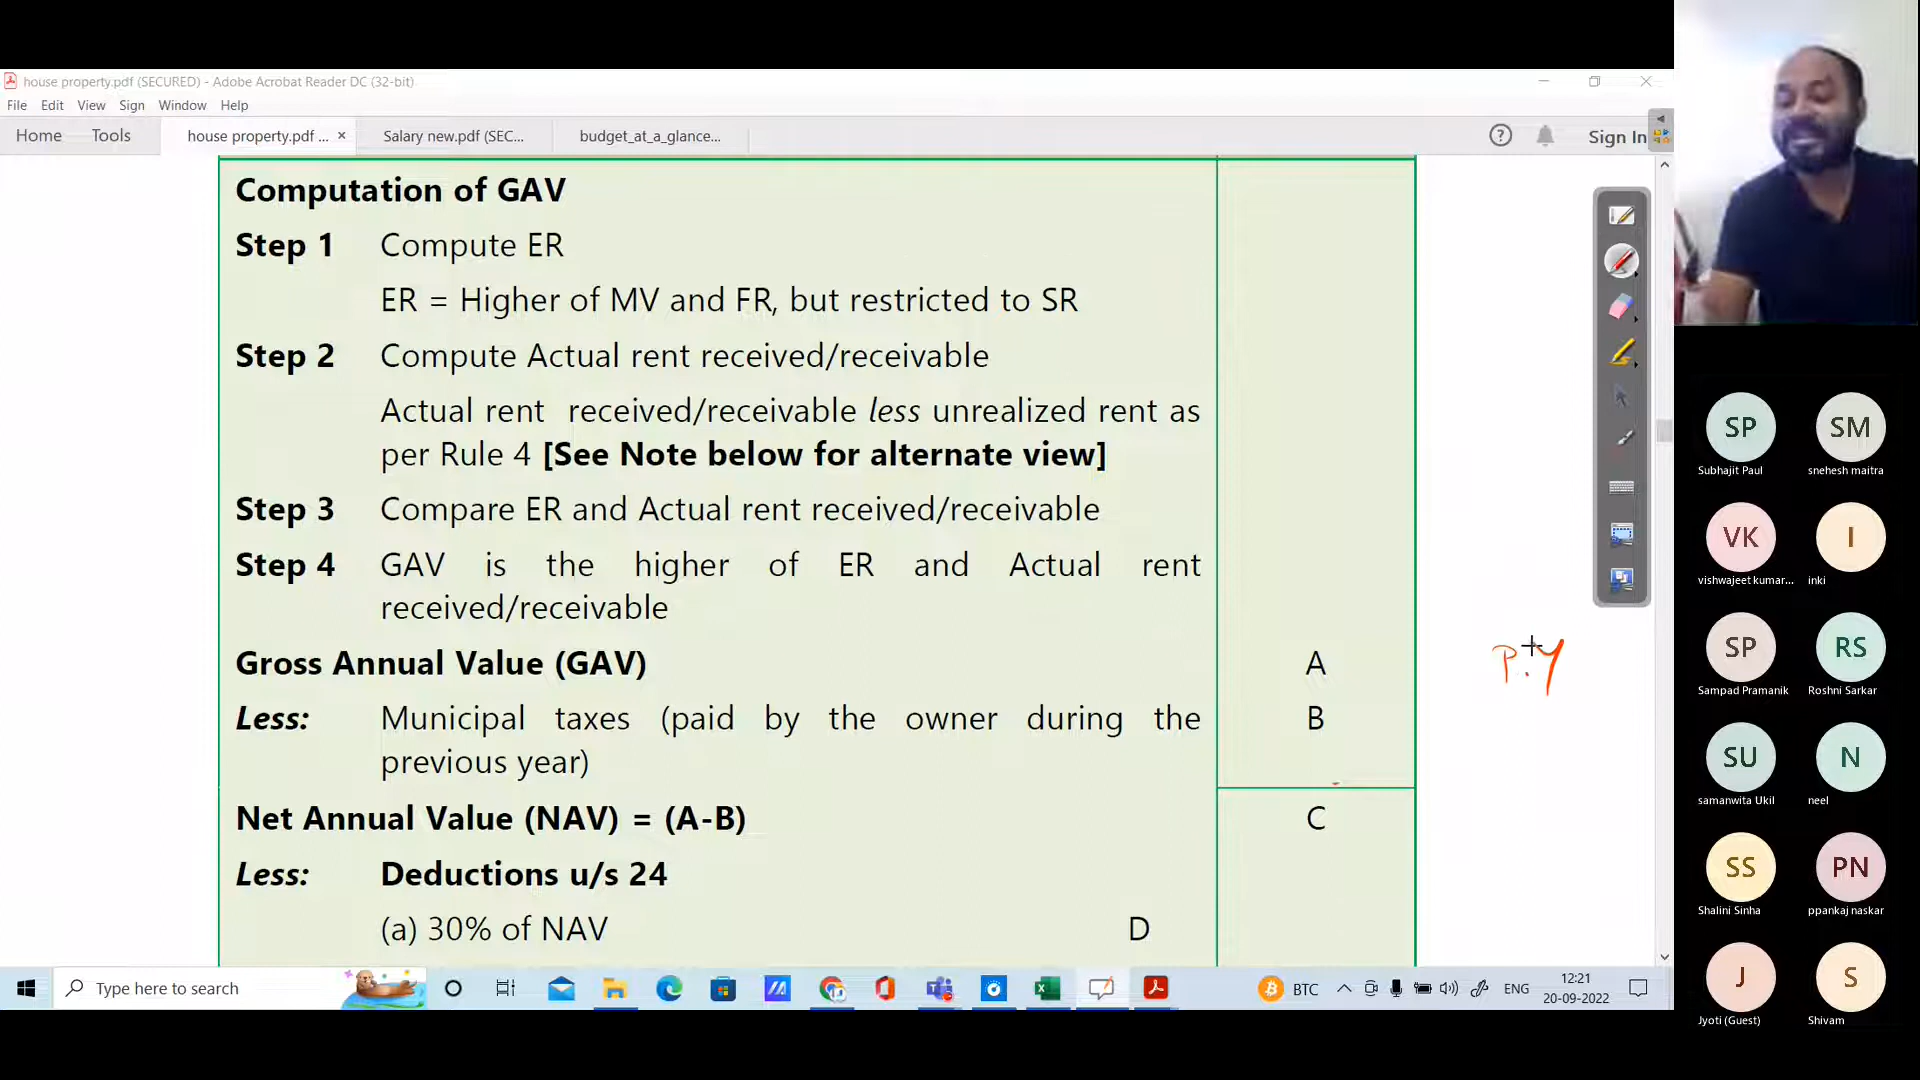 house property.pdf (SECURED) - Adobe Acrobat Reader DC (32-bit)
File Edit View Sign Window Help
Home Tools house property.pdf ... × Salary new.pdf (SEC... budget_at_a_glance... Sign In
Computation of GAV
Step 1 Compute ER
ER = Higher of MV and FR, but restricted to SR
Step 2 Compute Actual rent received/receivable
Actual rent received/receivable less unrealized rent as
per Rule 4 [See Note below for alternate view]
Step 3 Compare ER and Actual rent received/receivable
Step 4 GAV is the higher of ER and Actual rent
received/receivable
Gross Annual Value (GAV) A
P.Y
Less: Municipal taxes (paid by the owner during the B
previous year)
Net Annual Value (NAV) = (A-B) C
Less: Deductions u/s 24
(a) 30% of NAV D
SP SM
Subhajit Paul snehesh maitra
VK I
vishwajeet kumar... inki
SP RS
Sampad Pramanik Roshni Sarkar
SU N
samanwita Ukil neel
SS PN
Shalini Sinha ppankaj naskar
J S
Jyoti (Guest) Shivam
Type here to search BTC ENG 12:21
20-09-2022